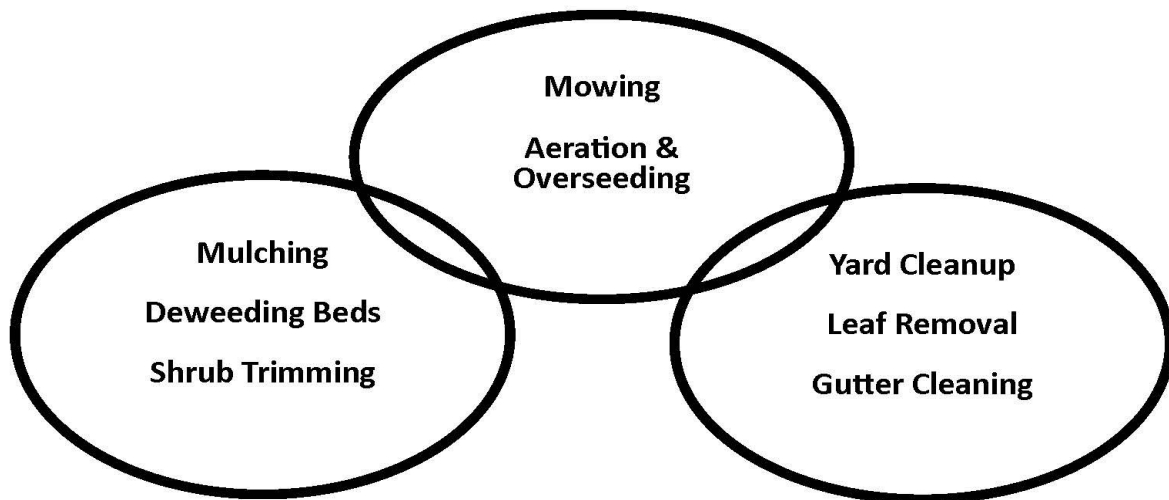 Mowing
Aeration &
Overseeding
Mulching
Deweeding Beds
Shrub Trimming
Yard Cleanup
Leaf Removal
Gutter Cleaning